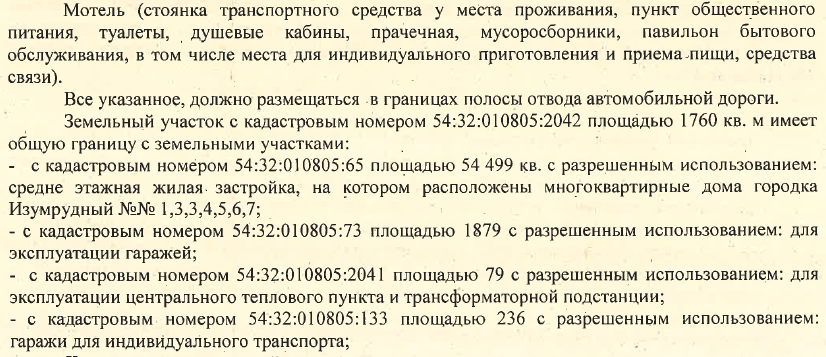 Мотель (стоянка транспортного средства у места проживания, пункт общественного
питания, туалеты, душевые кабины, прачечная, мусоросборники, павильон бытового
обслуживания, в том числе места для индивидуального приготовления и приема пищи, средства
связи).
Все указанное, должно размещаться в границах полосы отвода автомобильной дороги.
Земельный участок с кадастровым номером 54:32:010805:2042 площадью 1760 кв. м имеет
общую границу с земельными участками:
- с кадастровым номером 54:32:010805:65 площадью 54 499 кв. с разрешенным использованием:
средне этажная жилая застройка, на котором расположены многоквартирные дома городка
Изумрудный №№ 1,3,3,4,5,6,7;
- с кадастровым номером 54:32:010805:73 площадью 1879 с разрешенным использованием: для
эксплуатации гаражей;
- с кадастровым номером 54:32:010805:2041 площадью 79 с разрешенным использованием: для
эксплуатации центрального теплового пункта и трансформаторной подстанции;
- с кадастровым номером 54:32:010805:133 площадью 236 с разрешенным использованием:
гаражи для индивидуального транспорта;